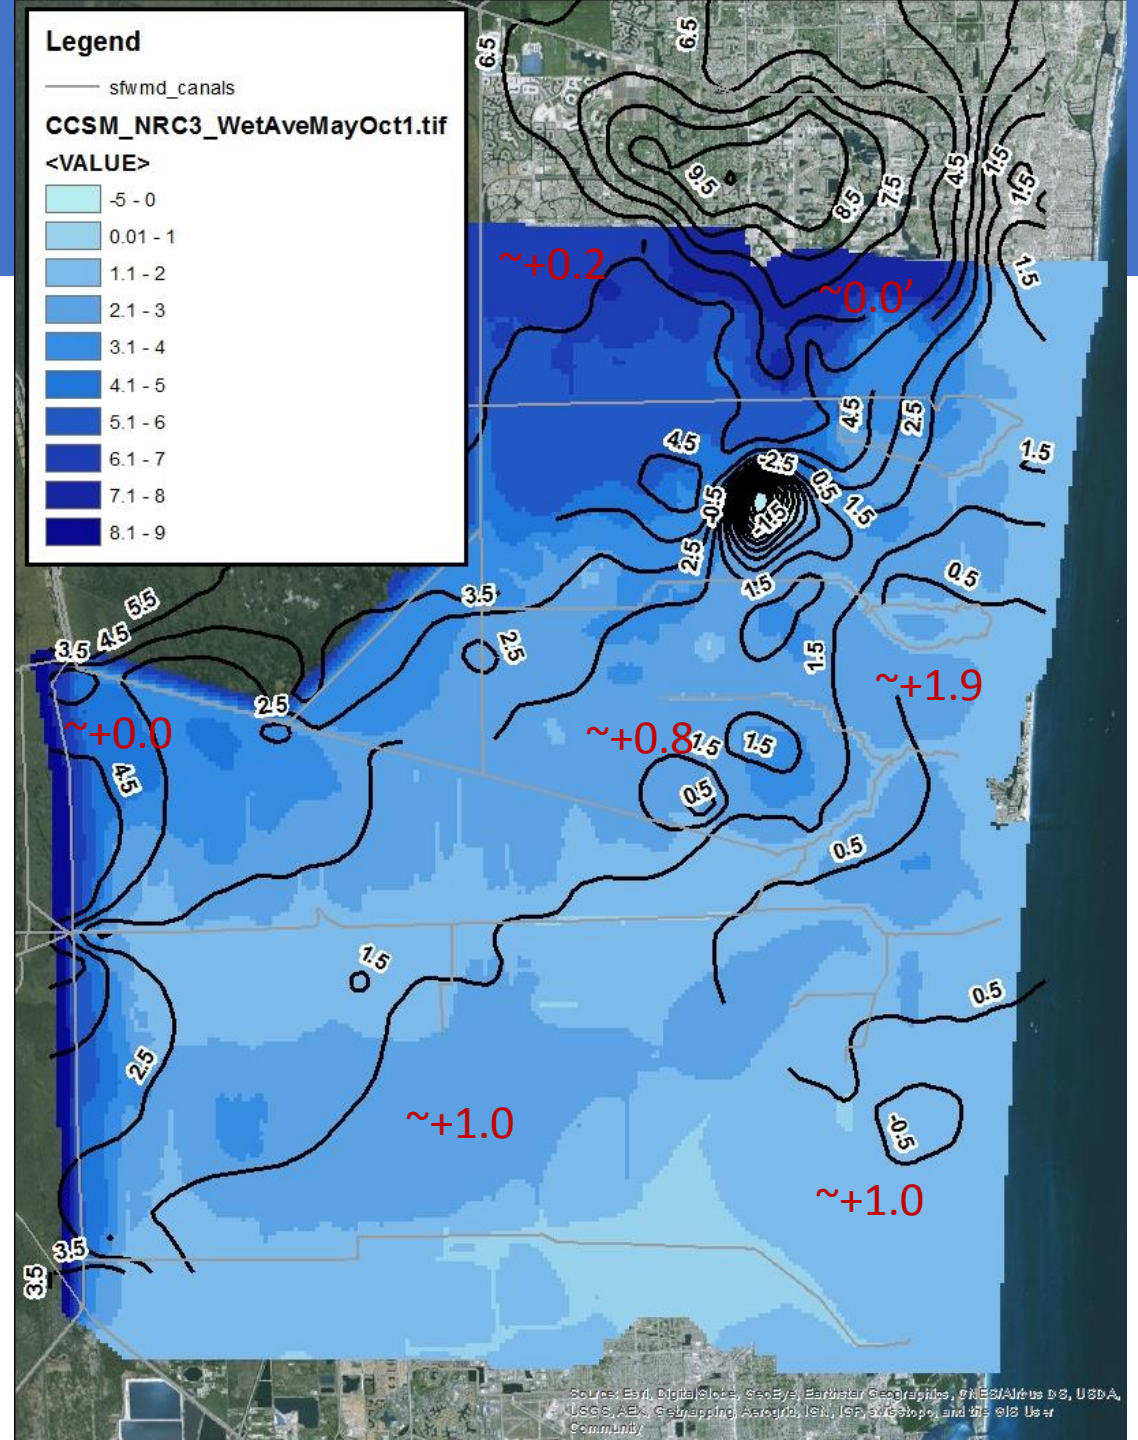 Legend
sfwmd_canals
CCSM_NRC3_WetAveMayOct1.tif
<VALUE>
-5 - 0
0.01 - 1
1.1 - 2
2.1 - 3
3.1 - 4
4.1 - 5
5.1 - 6
6.1 - 7
7.1 - 8
8.1 - 9
6.5
6.5
9.5
8.5
7.5
4.5
1.5
1.5
1.5
~+0.2
~0.0’
4.5
2.5
4.5
1.5
-2.5
0.5
-0.5
-1.5
1.5
2.5
0.5
1.5
5.5
3.5
4.5
3.5
2.5
1.5
2.5
~+1.9
~+0.0
~+0.8
1.5
1.5
4.5
0.5
0.5
1.5
0.5
2.5
~+1.0
-0.5
~+1.0
3.5
3.5
Source: Esri, DigitalGlobe, GeoEye, Earthstar Geographics, CNES/Airbus DS, USDA,
USGS, AEX, Getmapping, Aerogrid, IGN, IGP, swisstopo, and the GIS User
Community